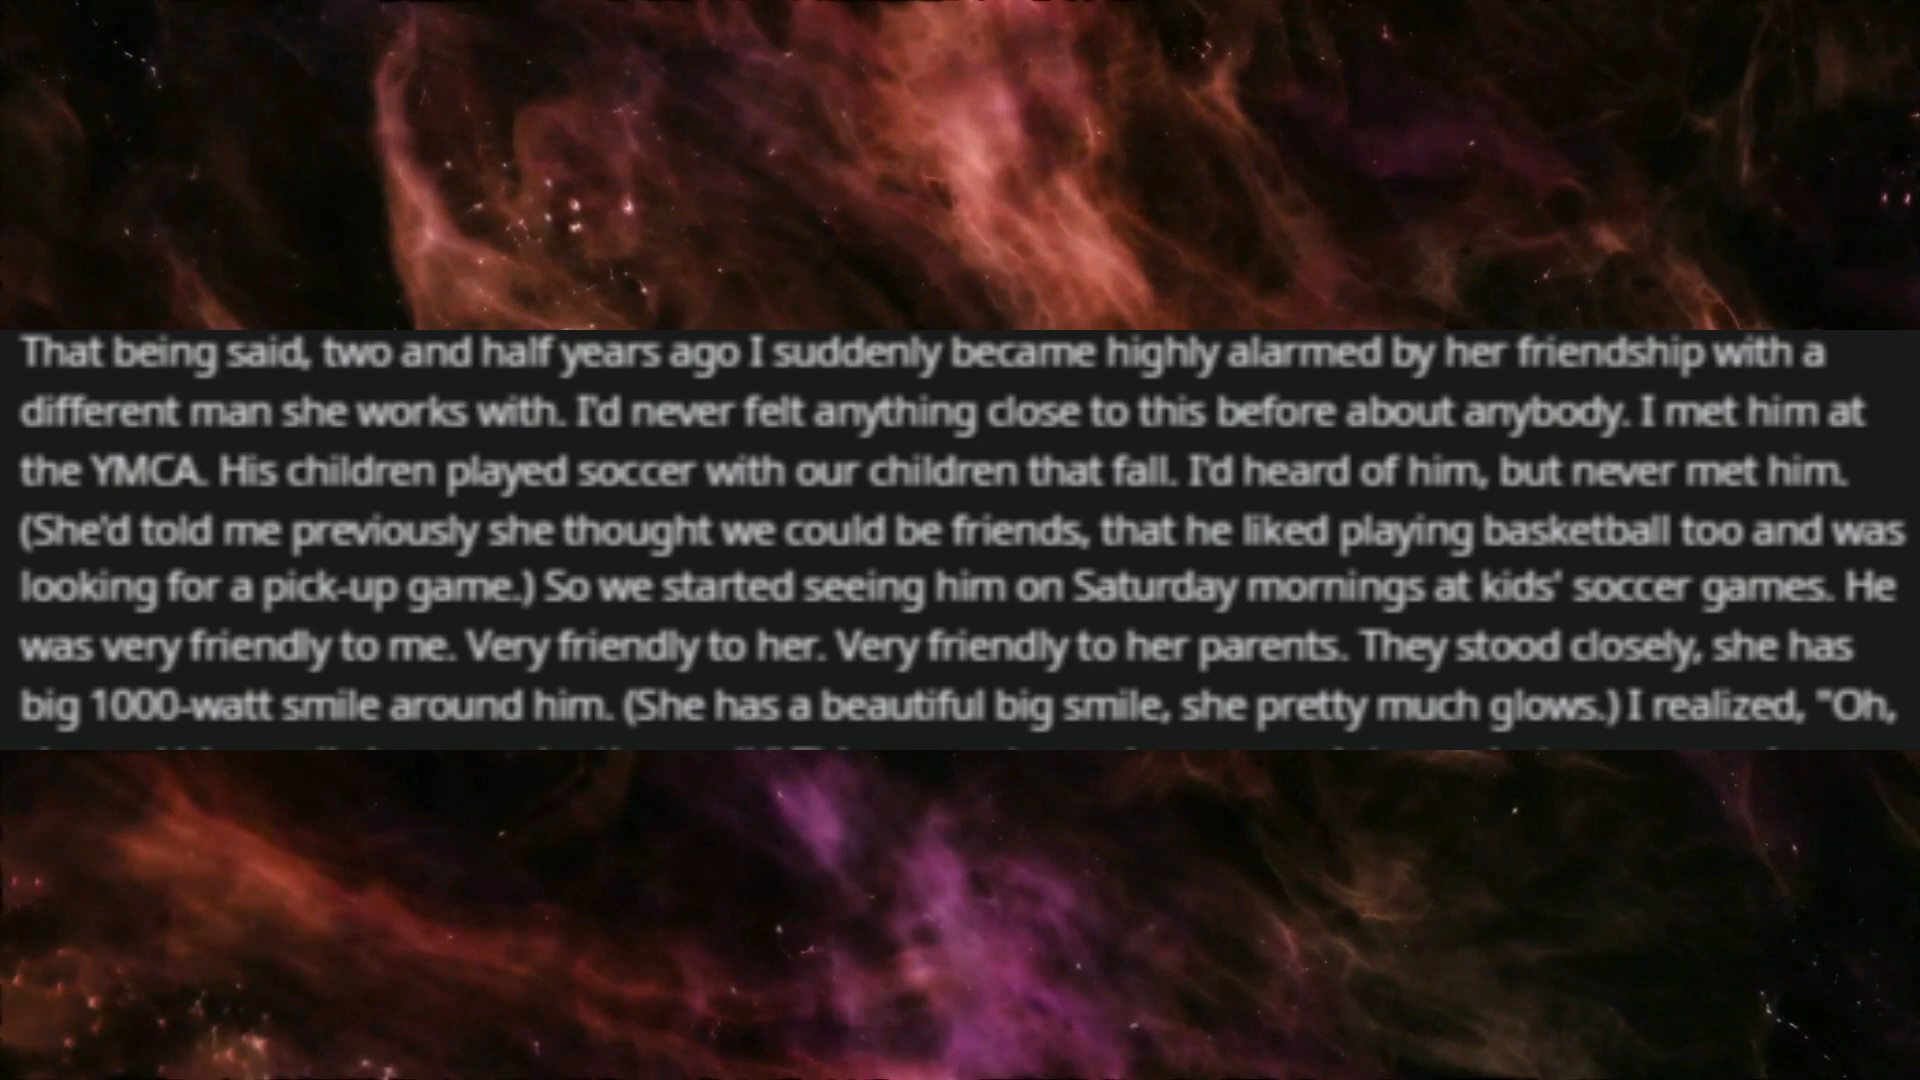 That being said, two and half years ago I suddenly became highly alarmed by her friendship with a
different man she works with. I'd never felt anything close to this before about anybody. I met him at
the YMCA. His children played soccer with our children that fall. I'd heard of him, but never met him.
(She'd told me previously she thought we could be friends, that he liked playing basketball too and was
looking for a pick-up game.) So we started seeing him on Saturday mornings at kids' soccer games. He
was very friendly to me. Very friendly to her. Very friendly to her parents. They stood closely, she has
big 1000-watt smile around him. (She has a beautiful big smile, she pretty much glows.) I realized, "Oh,